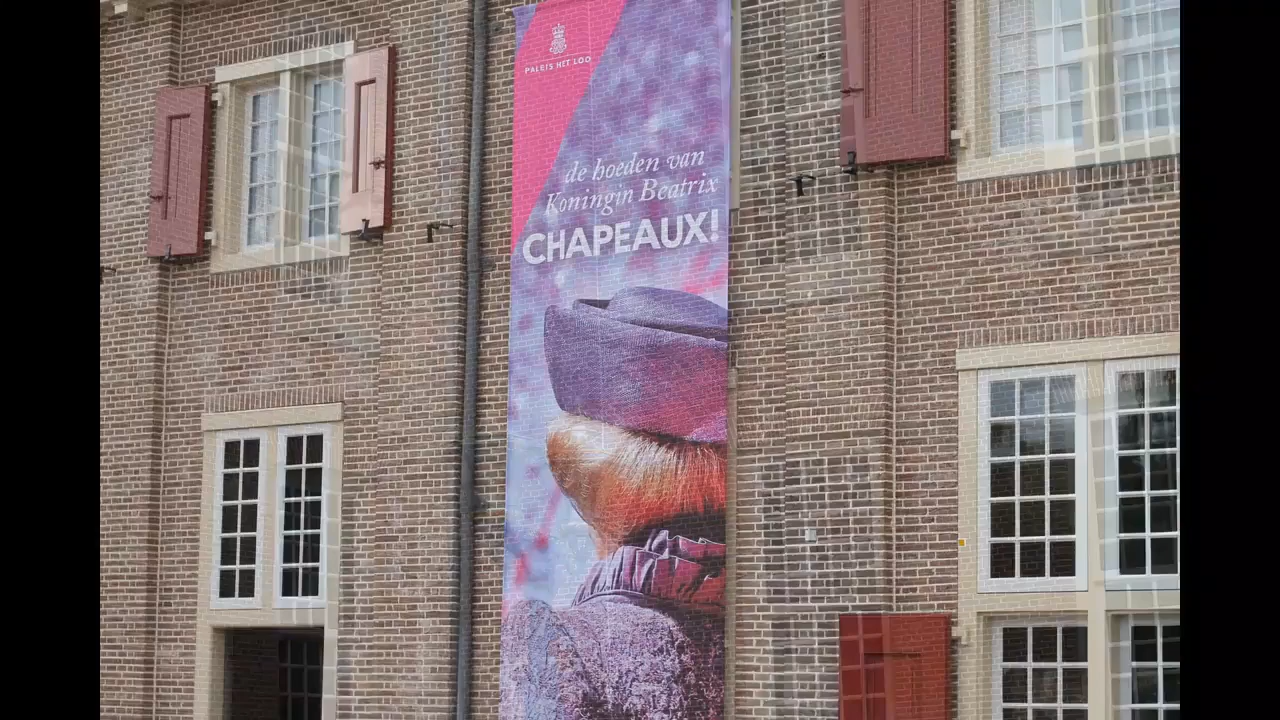 PALEIS HET LOO
de hoeden van
Koningin Beatrix
CHAPEAUX!